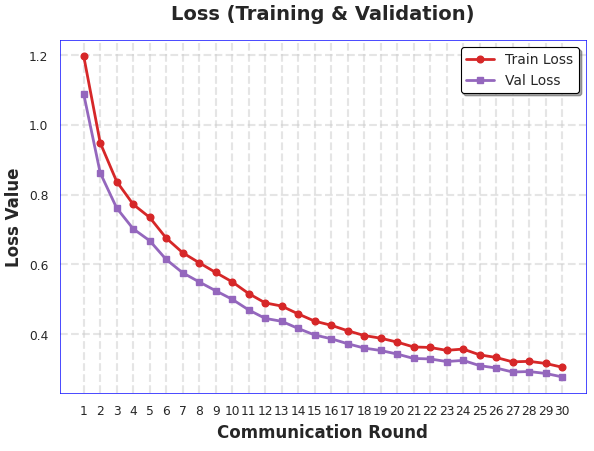 Loss (Training & Validation)
Train Loss
Val Loss
Loss Value
1.2
1.0
0.8
0.6
0.4
1 2 3 4 5 6 7 8 9 10 11 12 13 14 15 16 17 18 19 20 21 22 23 24 25 26 27 28 29 30
Communication Round